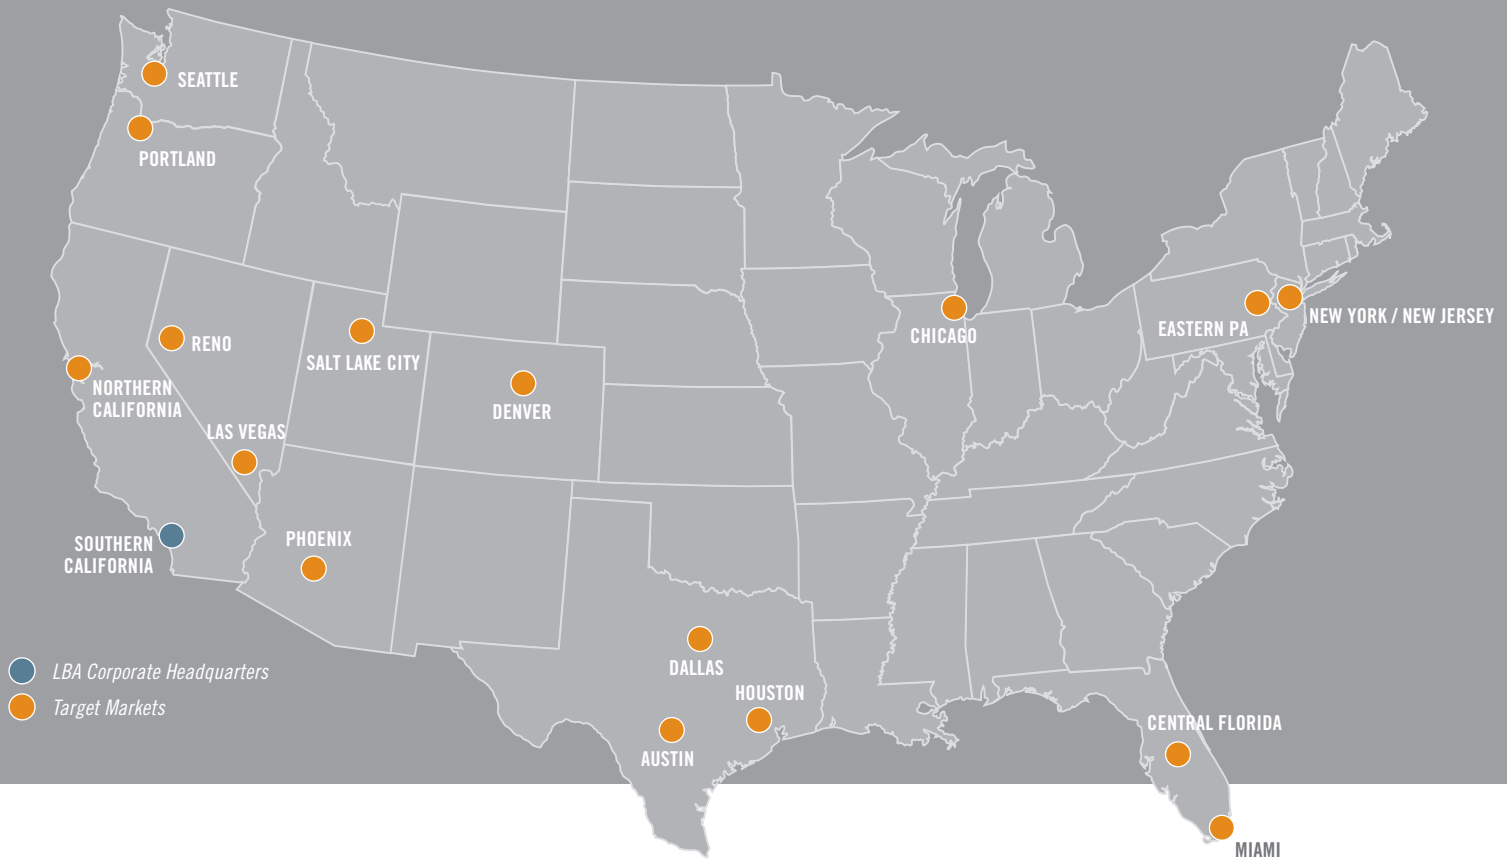 SEATTLE
PORTLAND
RENO
SALT LAKE CITY
NORTHERN
CALIFORNIA
LAS VEGAS
DENVER
CHICAGO
EASTERN PA
NEW YORK / NEW JERSEY
SOUTHERN
CALIFORNIA
PHOENIX
LBA Corporate Headquarters
Target Markets
DALLAS
HOUSTON
AUSTIN
CENTRAL FLORIDA
MIAMI